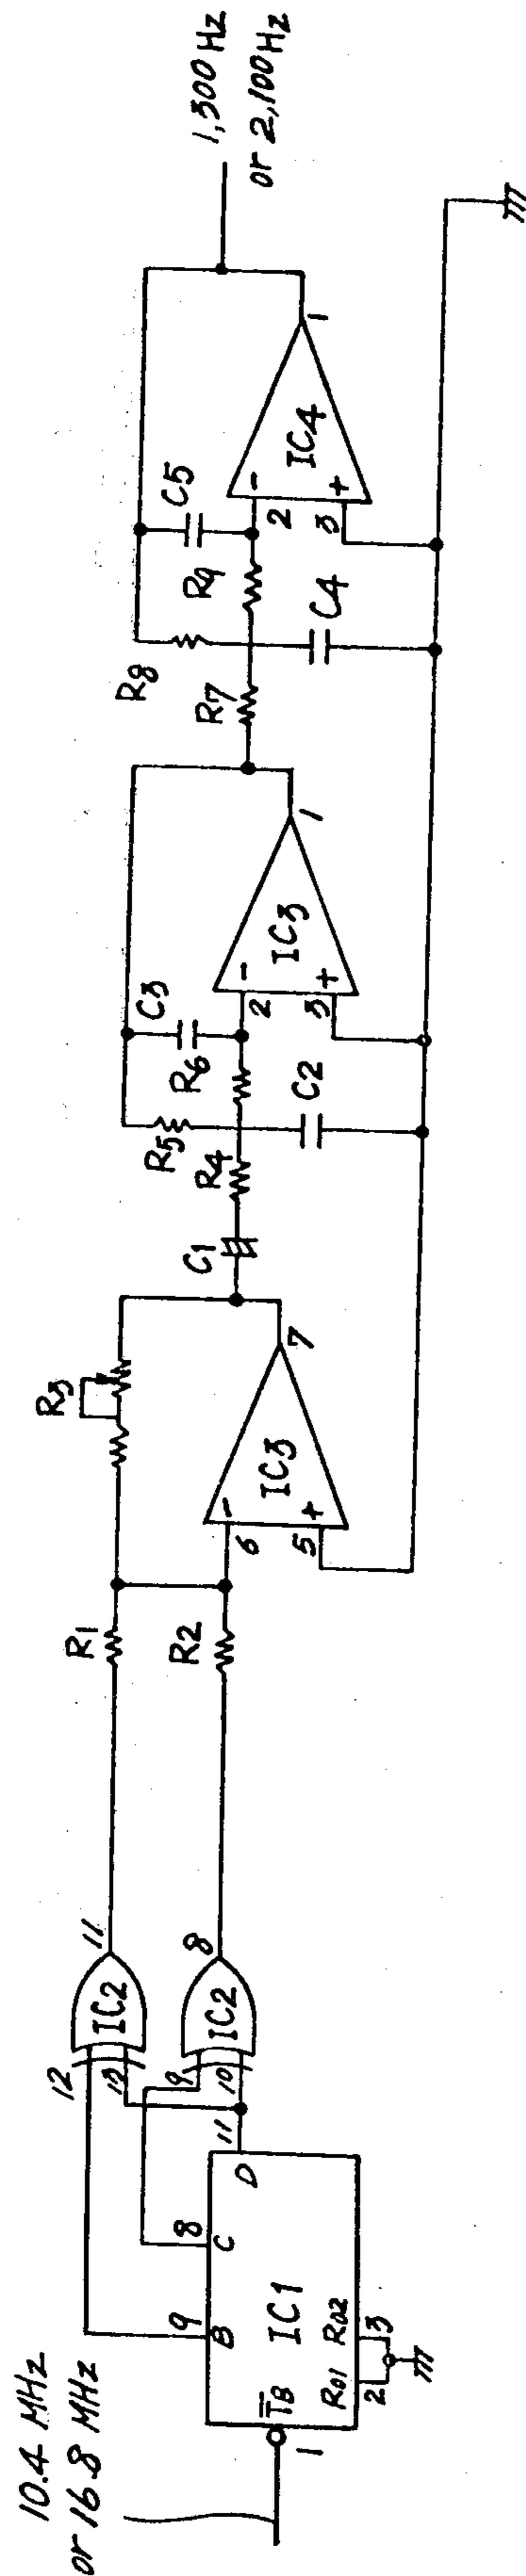 10.4 MHz
or 16.8 MHz
1
T̅B
IC1
B
9
C
8
D
11
R01
R02
2
3
12
13
IC2
11
9
10
IC2
8
R1
R2
R3
6
5
−
+
IC3
7
C1
R4
R5
R6
C2
C3
2
3
−
+
IC3
1
R7
R8
R9
C4
C5
2
3
−
+
IC4
1
1,300 Hz
or 2,100 Hz